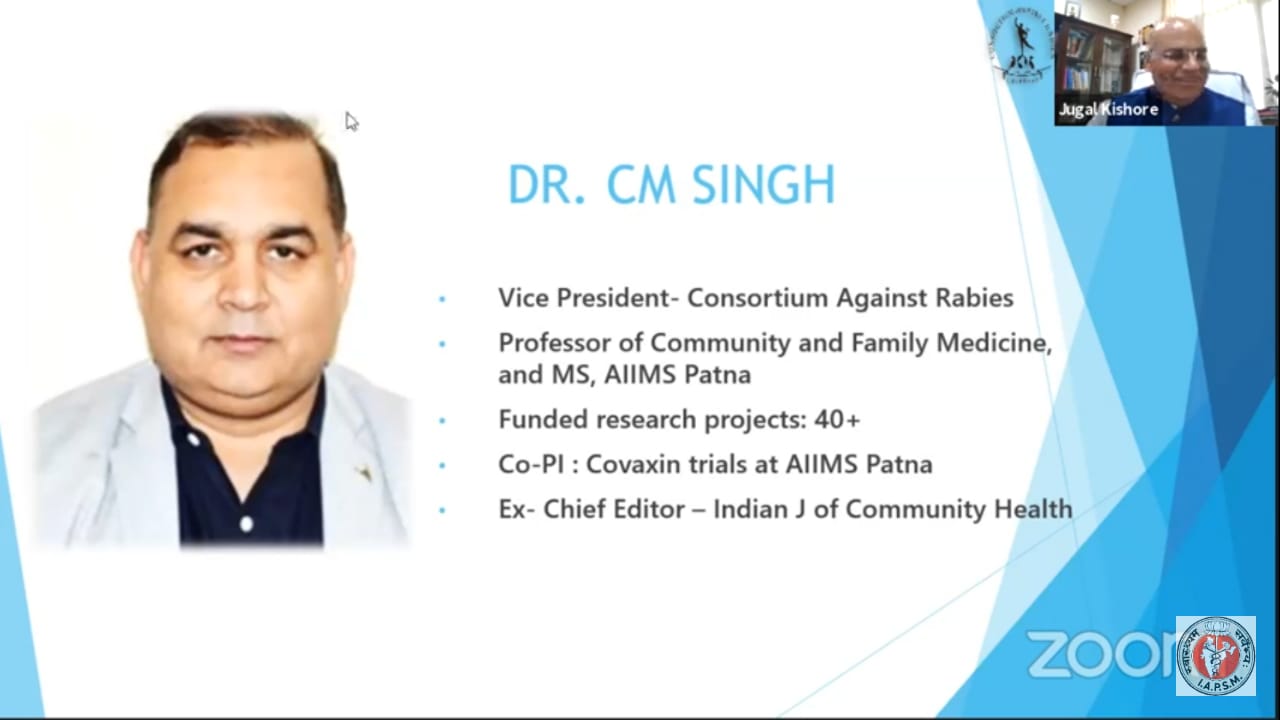 Jugal Kishore
DR. CM SINGH
Vice President- Consortium Against Rabies
Professor of Community and Family Medicine,
and MS, AIIMS Patna
Funded research projects: 40+
Co-PI : Covaxin trials at AIIMS Patna
Ex- Chief Editor – Indian J of Community Health
zoom
I.A.P.S.M.